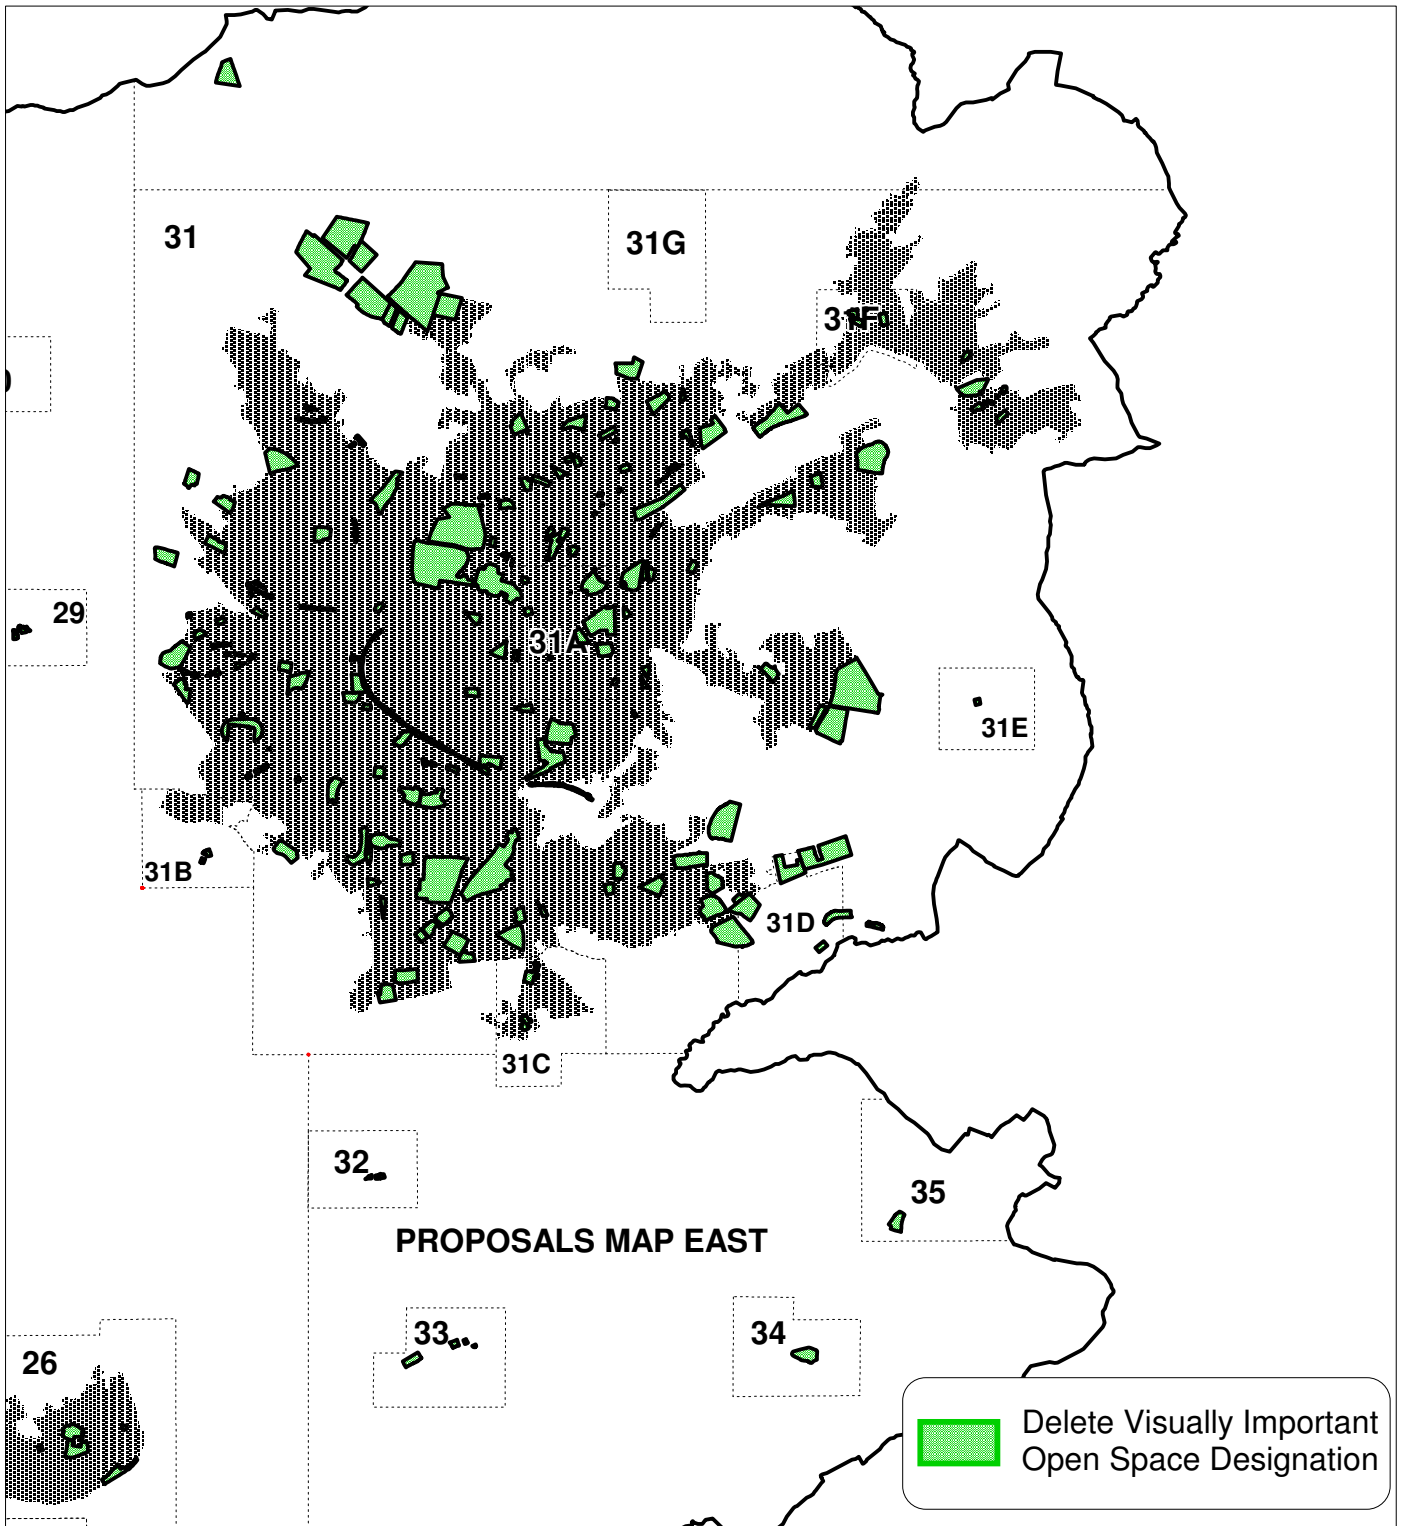 31
31G
31F
29
31A
31E
31B
31D
31C
32
35
PROPOSALS MAP EAST
33
34
26
Delete Visually Important
Open Space Designation